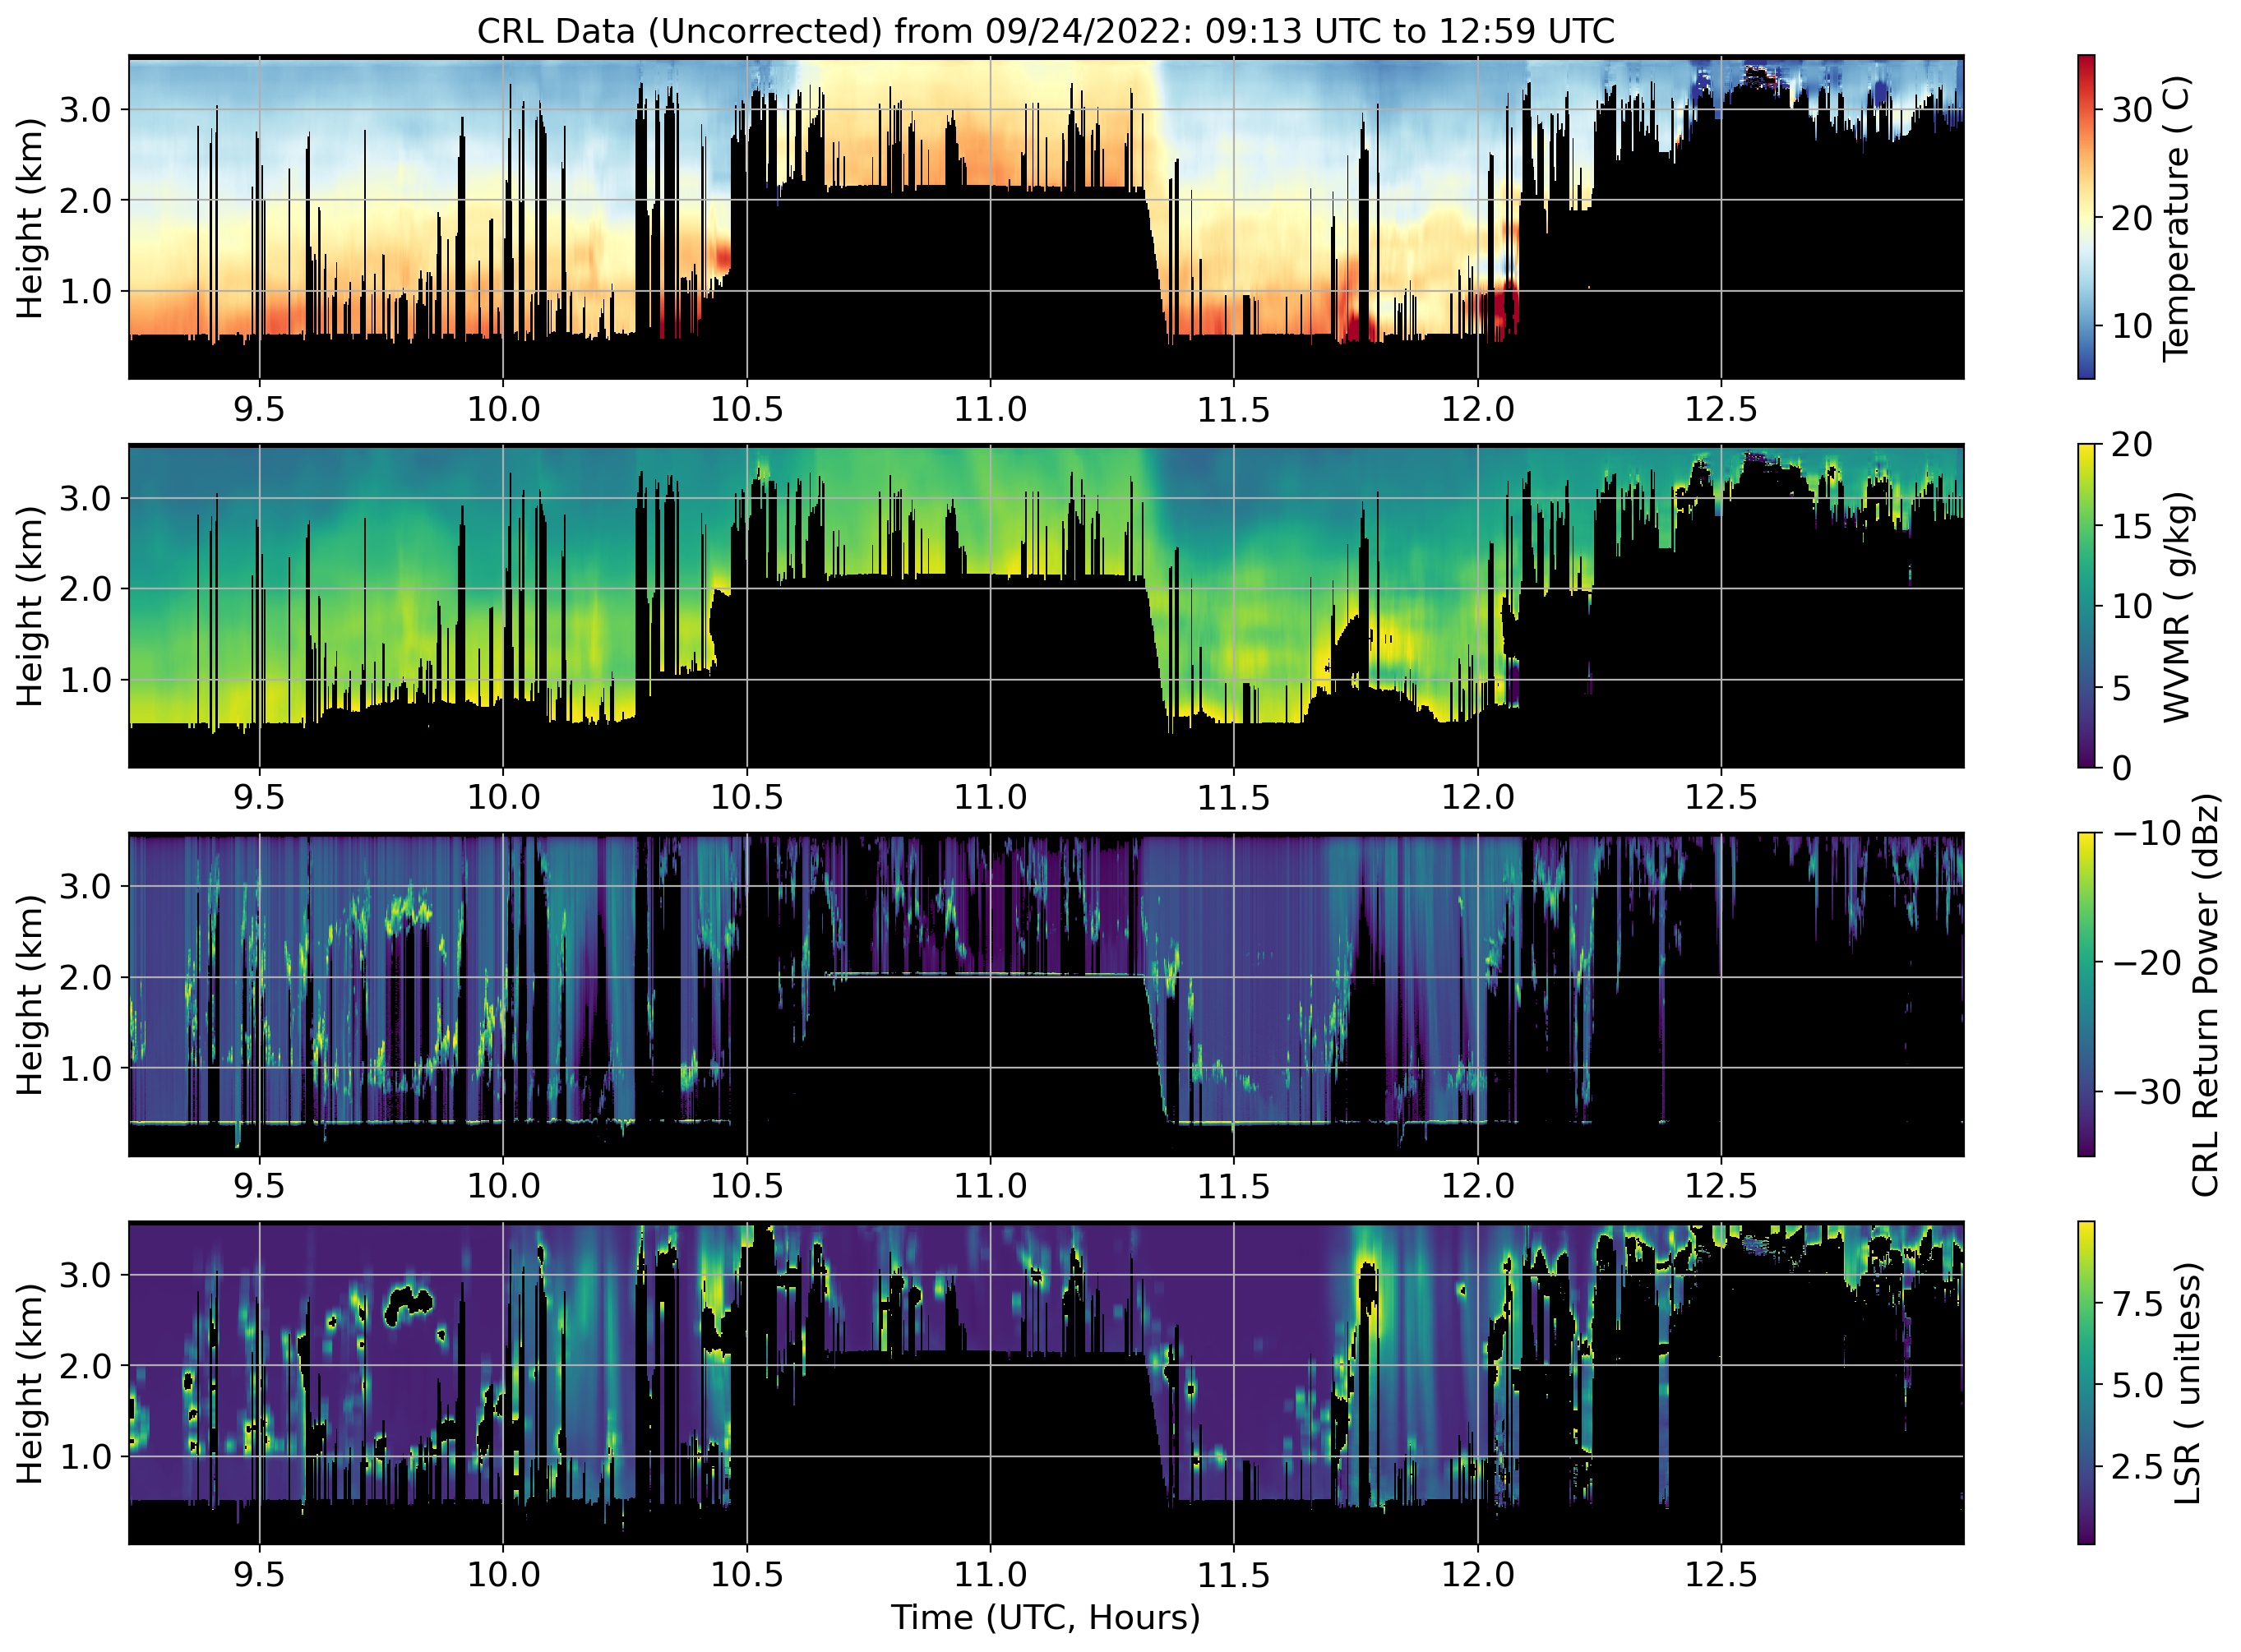 CRL Data (Uncorrected) from 09/24/2022: 09:13 UTC to 12:59 UTC
Height (km)
3.0
2.0
1.0
9.5 10.0 10.5 11.0 11.5 12.0 12.5
30
20
10
Temperature ( C)
Height (km)
3.0
2.0
1.0
9.5 10.0 10.5 11.0 11.5 12.0 12.5
20
15
10
5
0
WVMR ( g/kg)
Height (km)
3.0
2.0
1.0
9.5 10.0 10.5 11.0 11.5 12.0 12.5
−10
−20
−30
CRL Return Power (dBz)
Height (km)
3.0
2.0
1.0
9.5 10.0 10.5 11.0 11.5 12.0 12.5
7.5
5.0
2.5
LSR ( unitless)
Time (UTC, Hours)